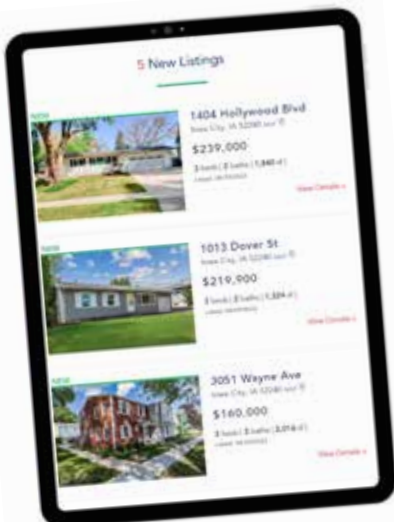 5 New Listings
NEW
1404 Hollywood Blvd
Iowa City, IA 52240
$239,000
View Details »
NEW
1013 Dover St
Iowa City, IA 52240
$219,900
View Details »
NEW
3051 Wayne Ave
Iowa City, IA 52240
$160,000
View Details »